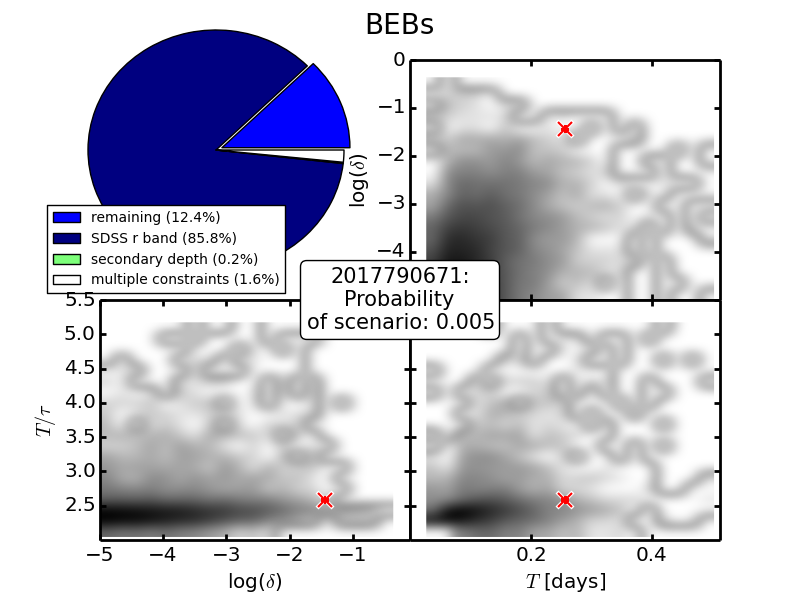 BEBs
0
−1
−2
−3
−4
log(δ)
remaining (12.4%)
SDSS r band (85.8%)
secondary depth (0.2%)
multiple constraints (1.6%)
2017790671:
Probability
of scenario: 0.005
5.5
5.0
4.5
4.0
3.5
3.0
2.5
T/τ
−5 −4 −3 −2 −1
log(δ)
0.2 0.4
T [days]